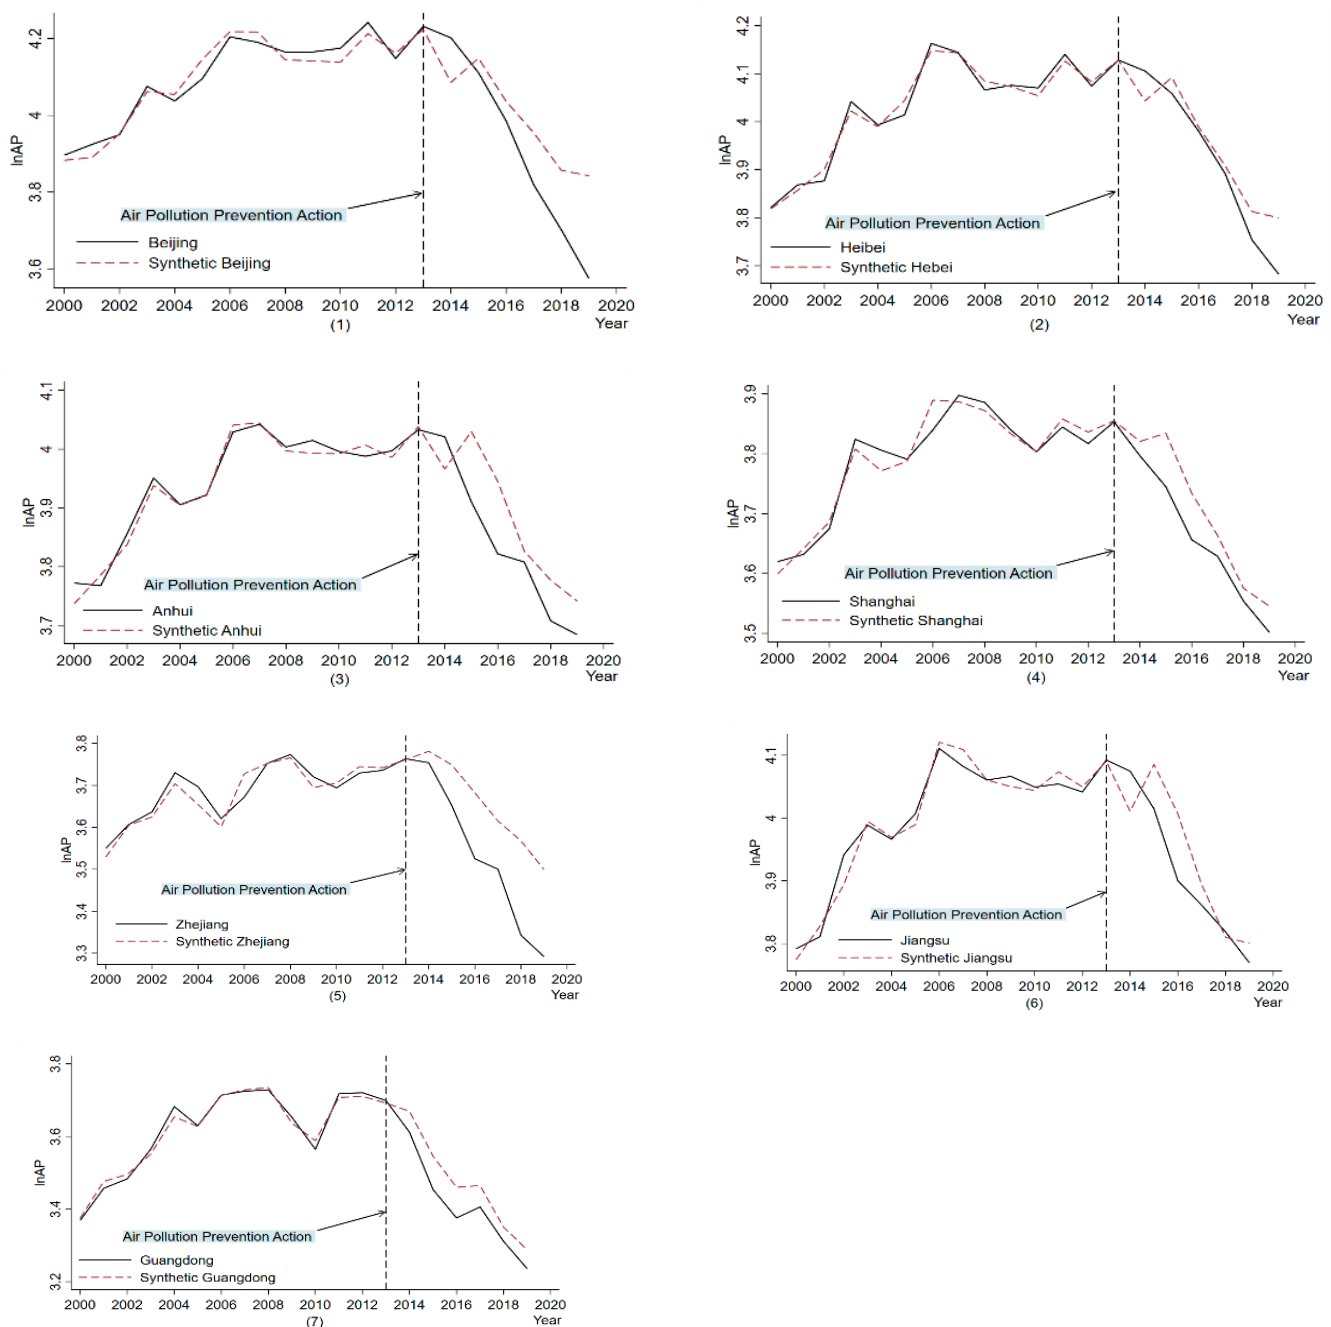 4.2
4
3.8
3.6
lnAP
Air Pollution Prevention Action
Beijing
Synthetic Beijing
2000 2002 2004 2006 2008 2010 2012 2014 2016 2018 2020
(1)
Year
4.2
4.1
4
3.9
3.8
3.7
lnAP
Air Pollution Prevention Action
Heibei
Synthetic Hebei
2000 2002 2004 2006 2008 2010 2012 2014 2016 2018 2020
(2)
Year
4.1
4
3.9
3.8
3.7
lnAP
Air Pollution Prevention Action
Anhui
Synthetic Anhui
2000 2002 2004 2006 2008 2010 2012 2014 2016 2018 2020
(3)
Year
3.9
3.8
3.7
3.6
3.5
lnAP
Air Pollution Prevention Action
Shanghai
Synthetic Shanghai
2000 2002 2004 2006 2008 2010 2012 2014 2016 2018 2020
(4)
Year
3.8
3.7
3.6
3.5
3.4
3.3
lnAP
Air Pollution Prevention Action
Zhejiang
Synthetic Zhejiang
2000 2002 2004 2006 2008 2010 2012 2014 2016 2018 2020
(5)
Year
4.1
4
3.9
3.8
lnAP
Air Pollution Prevention Action
Jiangsu
Synthetic Jiangsu
2000 2002 2004 2006 2008 2010 2012 2014 2016 2018 2020
(6)
Year
3.8
3.6
3.4
3.2
lnAP
Air Pollution Prevention Action
Guangdong
Synthetic Guangdong
2000 2002 2004 2006 2008 2010 2012 2014 2016 2018 2020
(7)
Year